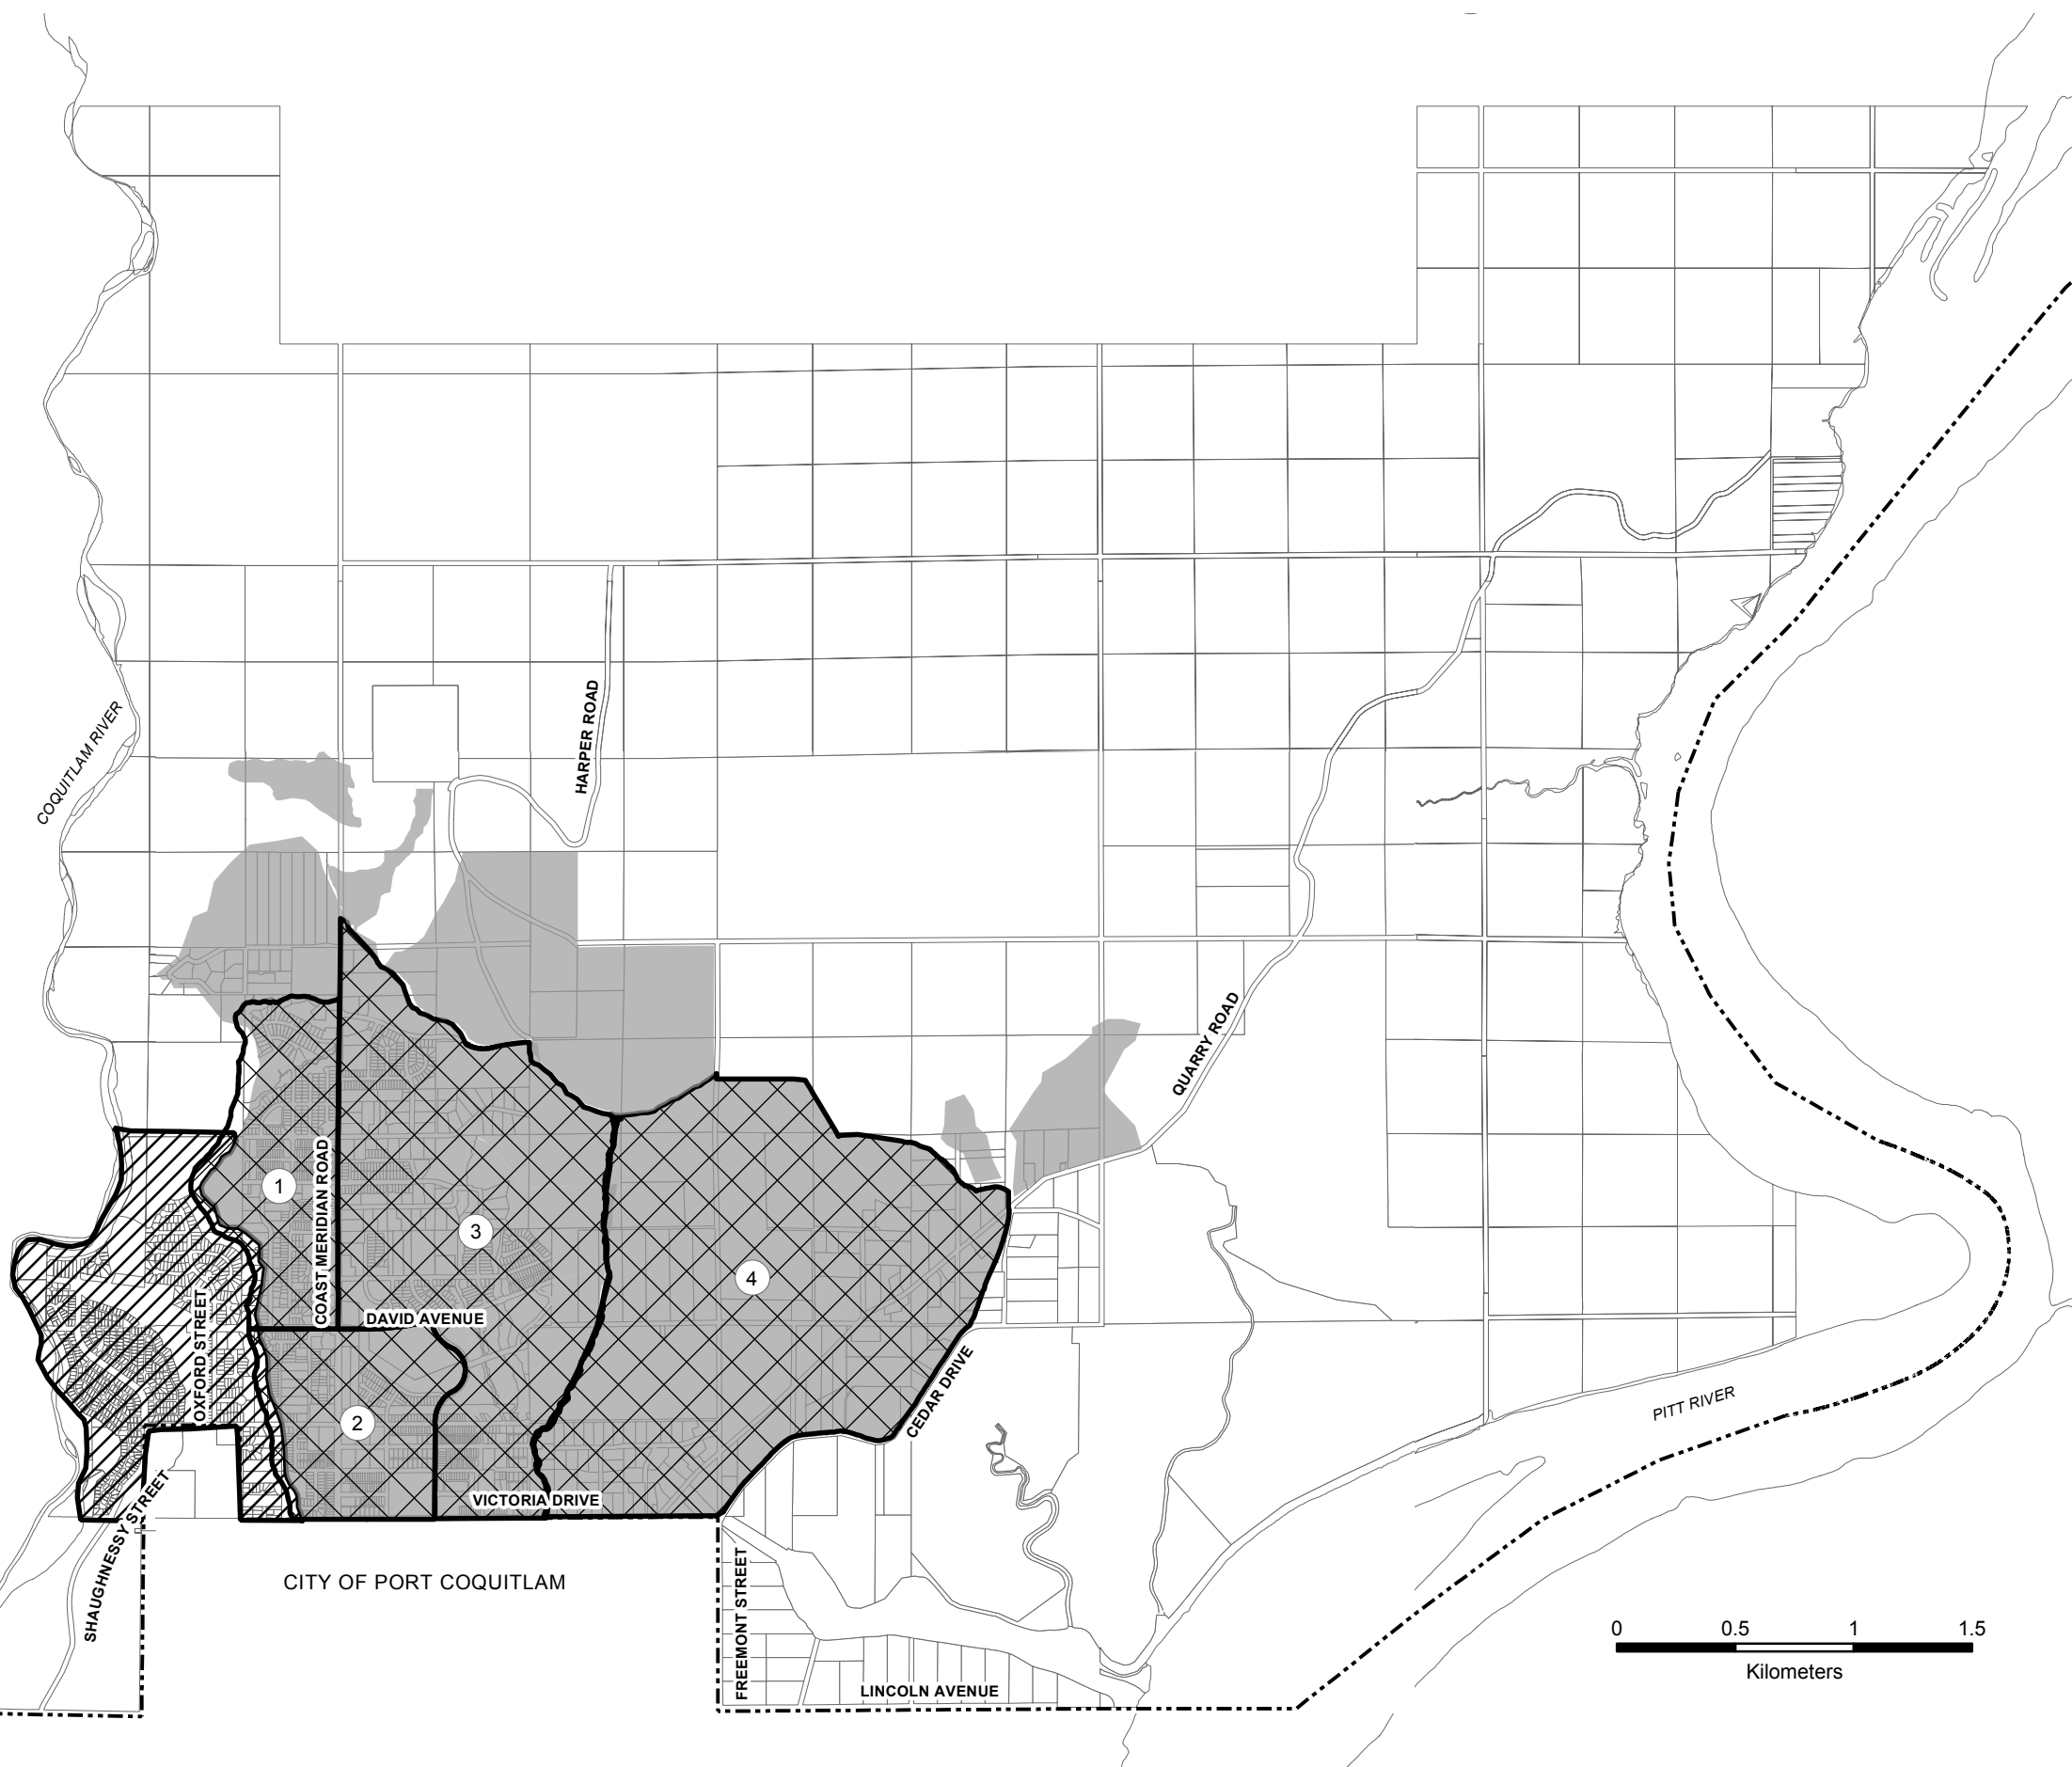 HARPER ROAD
COQUITLAM RIVER
QUARRY ROAD
1
COAST MERIDIAN ROAD
3
4
OXFORD STREET
DAVID AVENUE
CEDAR DRIVE
PITT RIVER
2
VICTORIA DRIVE
SHAUGHNESSY STREET
CITY OF PORT COQUITLAM
FREEMONT STREET
LINCOLN AVENUE
0 0.5 1 1.5
Kilometers